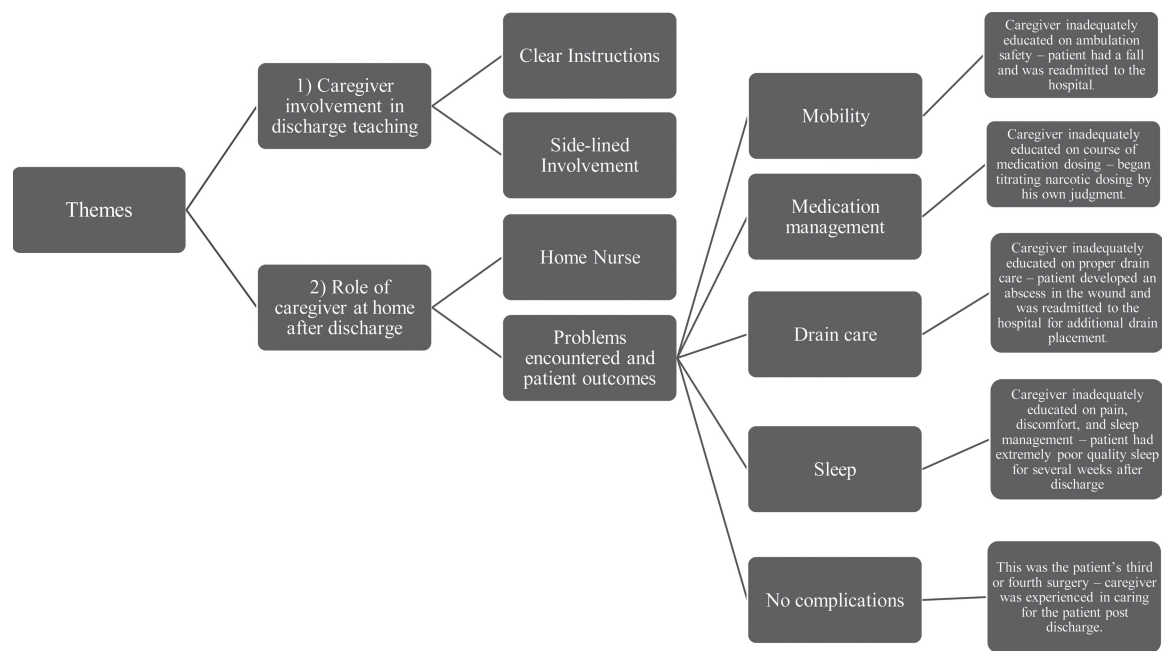 Themes
1) Caregiver
involvement in
discharge teaching
Clear Instructions
Side-lined
Involvement
2) Role of
caregiver at home
after discharge
Home Nurse
Problems
encountered and
patient outcomes
Mobility
Caregiver inadequately
educated on ambulation
safety – patient had a fall
and was readmitted to the
hospital.
Medication
management
Caregiver inadequately
educated on course of
medication dosing – began
titrating narcotic dosing by
his own judgment.
Drain care
Caregiver inadequately
educated on proper drain
care – patient developed an
abscess in the wound and
was readmitted to the
hospital for additional drain
placement.
Sleep
Caregiver inadequately
educated on pain,
discomfort, and sleep
management – patient had
extremely poor quality sleep
for several weeks after
discharge
No complications
This was the patient's third
or fourth surgery – caregiver
was experienced in caring
for the patient post
discharge.